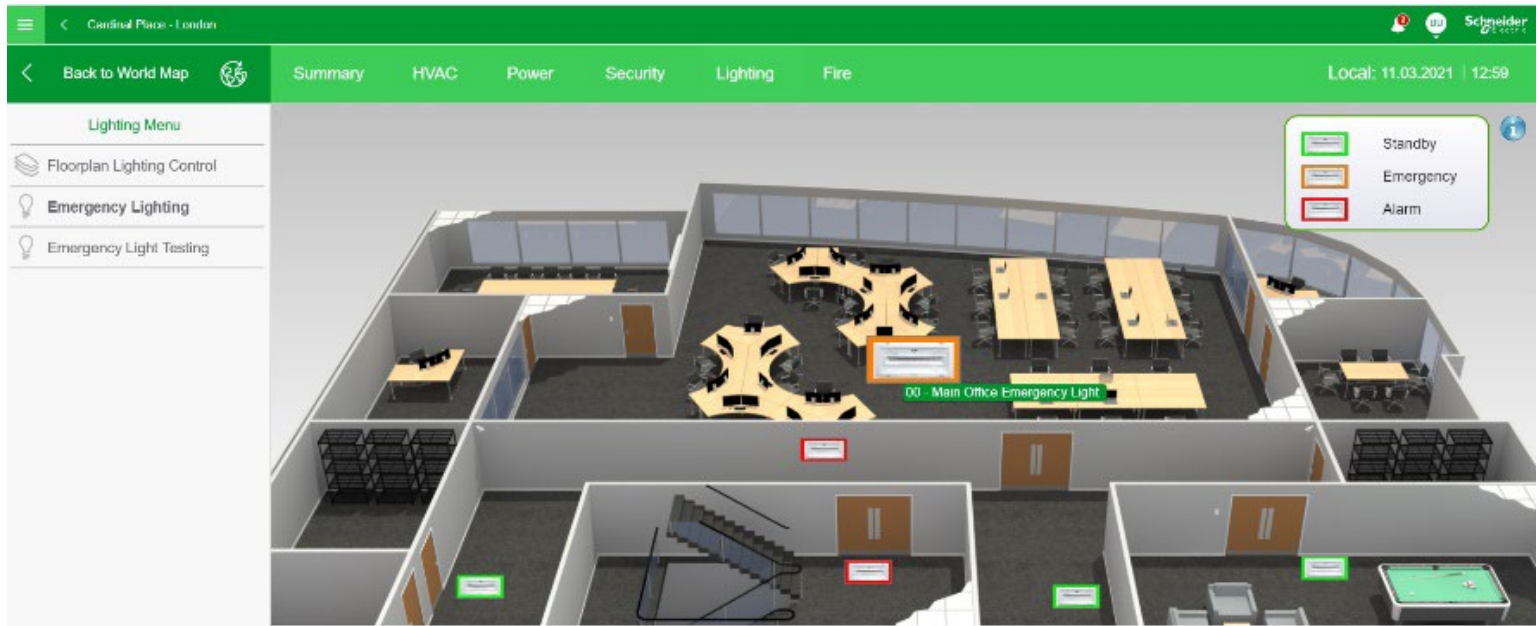 Cardinal Place - London
2
UU
Schneider
Electric
Back to World Map
Summary
HVAC
Power
Security
Lighting
Fire
Local: 11.03.2021 | 12:59
Lighting Menu
Floorplan Lighting Control
Emergency Lighting
Emergency Light Testing
i
Standby
Emergency
Alarm
00 - Main Office Emergency Light